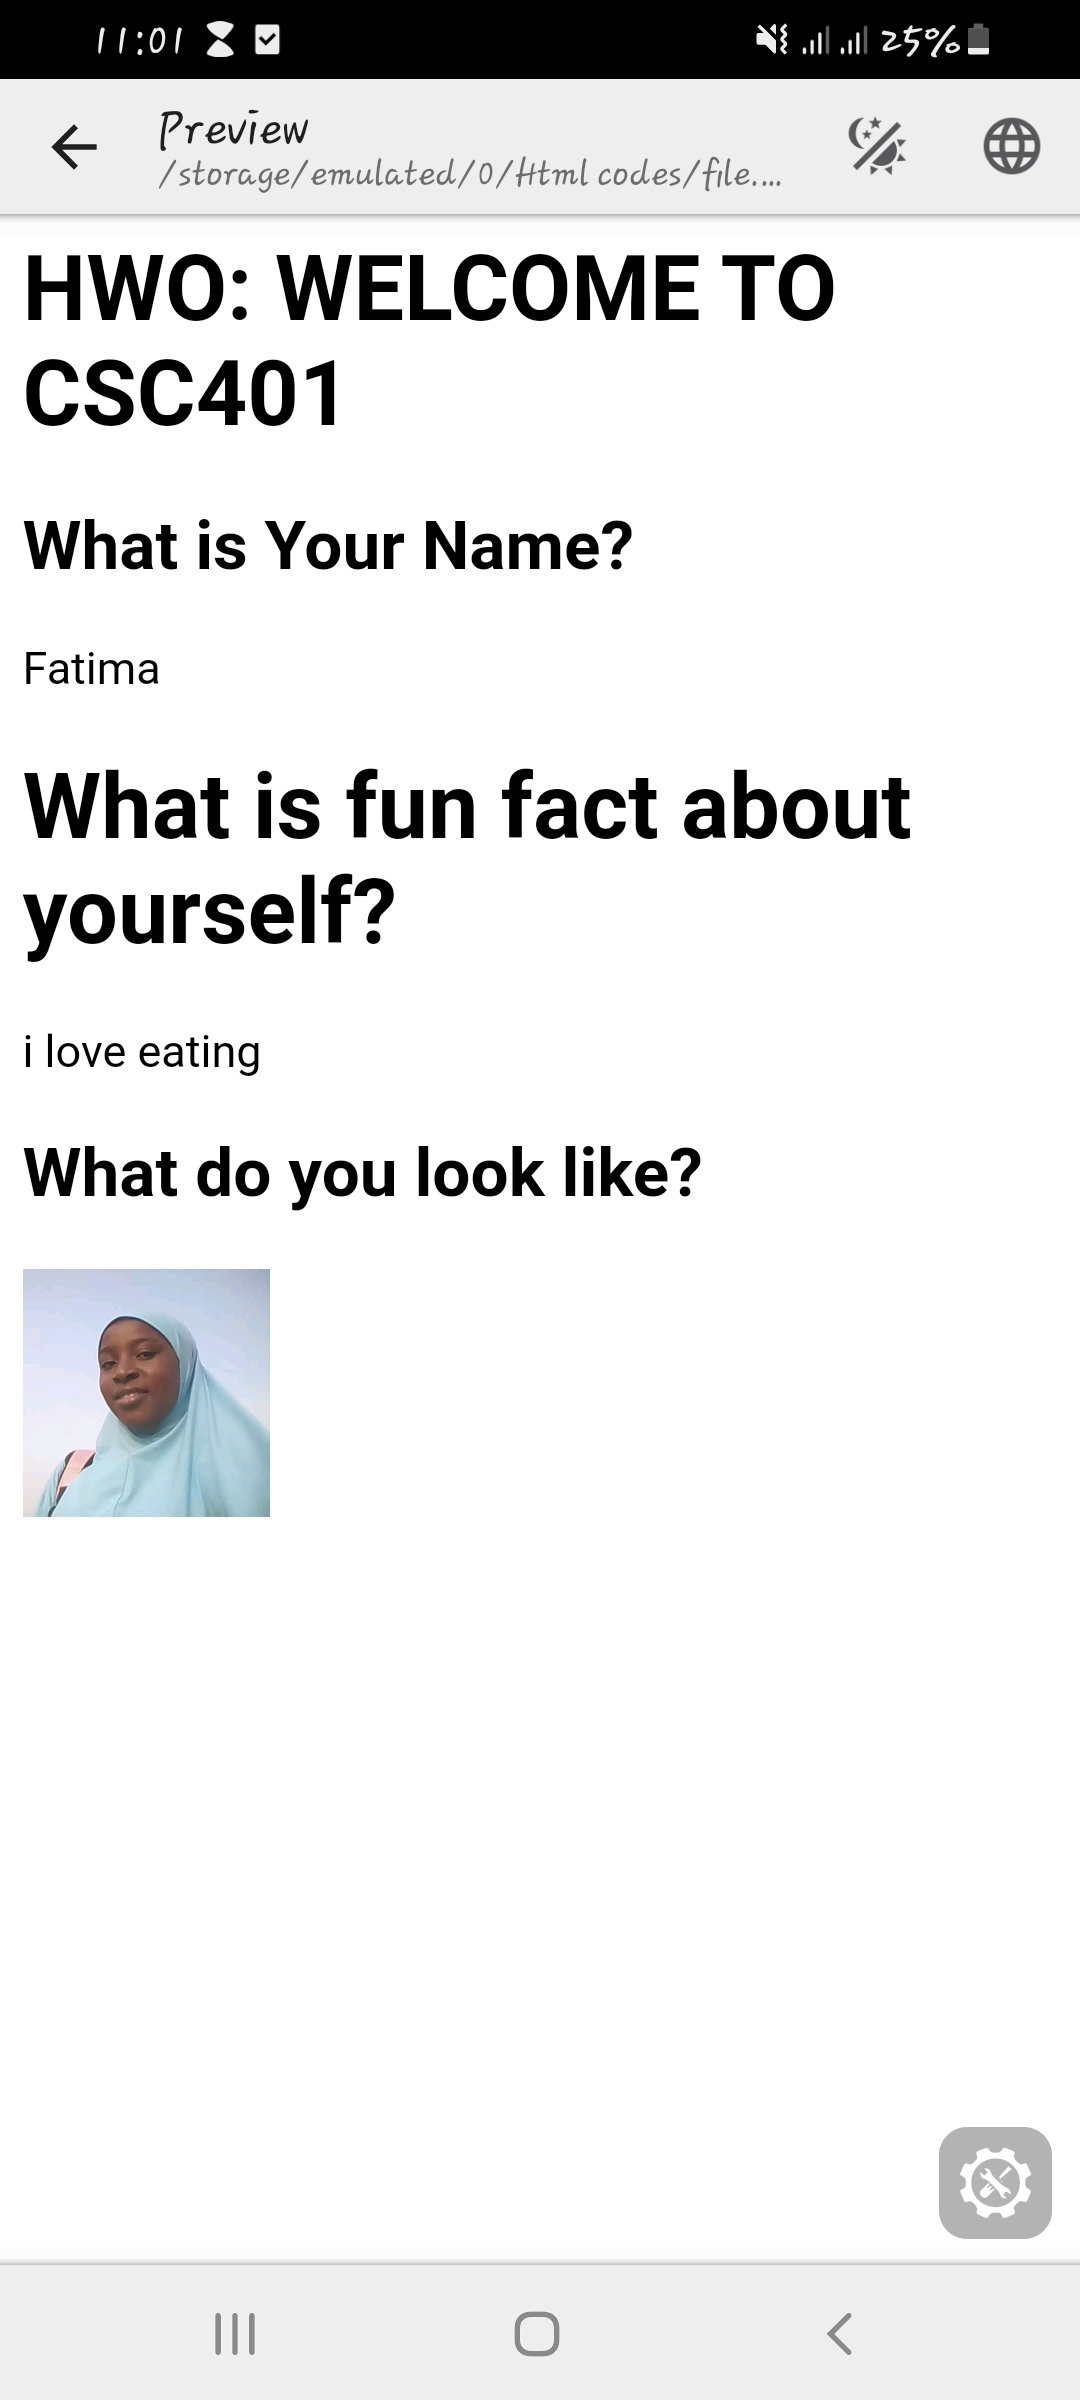 11:01
25%
Preview
/storage/emulated/0/Html codes/file....
HWO: WELCOME TO
CSC401
What is Your Name?
Fatima
What is fun fact about
yourself?
i love eating
What do you look like?